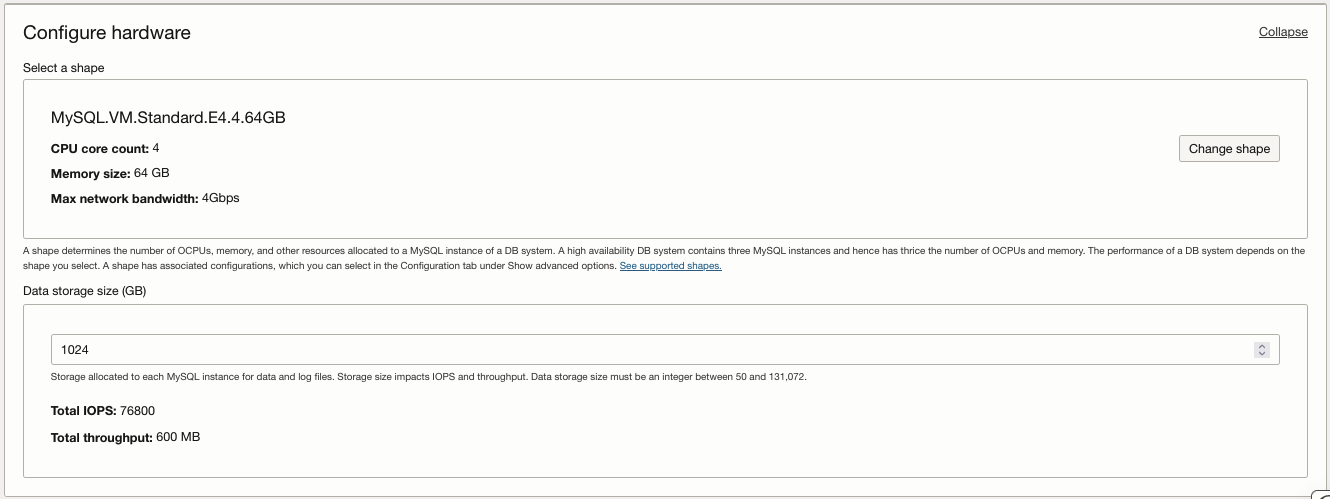 Configure hardware
Collapse
Select a shape
MySQL.VM.Standard.E4.4.64GB
CPU core count: 4
Change shape
Memory size: 64 GB
Max network bandwidth: 4Gbps
A shape determines the number of OCPUs, memory, and other resources allocated to a MySQL instance of a DB system. A high availability DB system contains three MySQL instances and hence has thrice the number of OCPUs and memory. The performance of a DB system depends on the
shape you select. A shape has associated configurations, which you can select in the Configuration tab under Show advanced options. See supported shapes.
Data storage size (GB)
1024
Storage allocated to each MySQL instance for data and log files. Storage size impacts IOPS and throughput. Data storage size must be an integer between 50 and 131,072.
Total IOPS: 76800
Total throughput: 600 MB